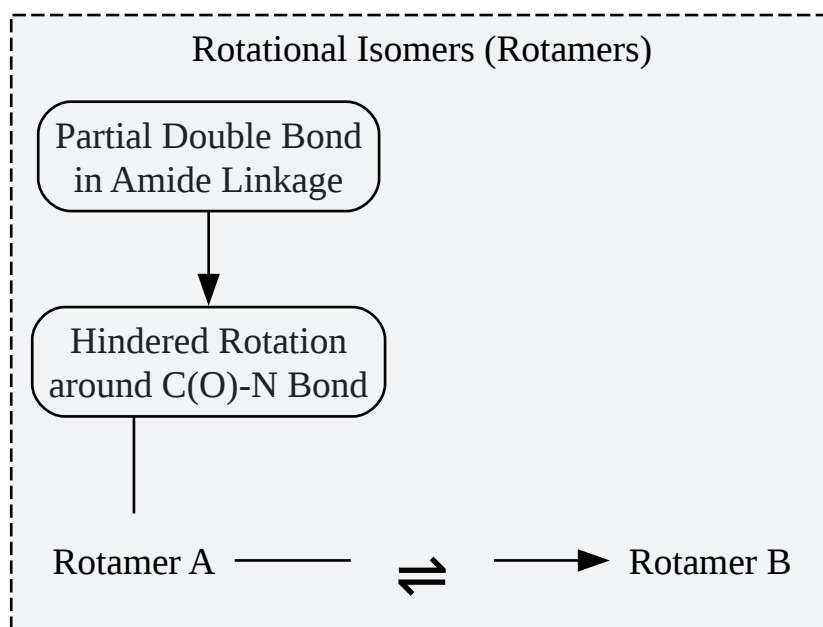 Rotational Isomers (Rotamers)
Partial Double Bond
in Amide Linkage
Hindered Rotation
around C(O)-N Bond
Rotamer A ⇌ Rotamer B